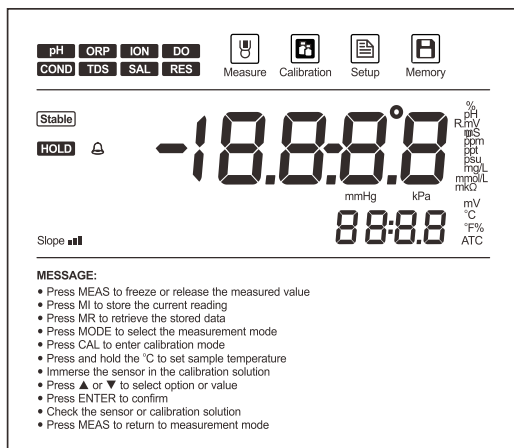 pH ORP ION DO
COND TDS SAL RES
Measure Calibration Setup Memory
Stable
HOLD
-18.8:8.8
%
pH
R.mV
mS
ppm
ppt
psu
mg/L
mmol/L
mkΩ
mmHg kPa
88:8.8
mV
°C
°F%
ATC
Slope
MESSAGE:
• Press MEAS to freeze or release the measured value
• Press MI to store the current reading
• Press MR to retrieve the stored data
• Press MODE to select the measurement mode
• Press CAL to enter calibration mode
• Press and hold the °C to set sample temperature
• Immerse the sensor in the calibration solution
• Press ▲ or ▼ to select option or value
• Press ENTER to confirm
• Check the sensor or calibration solution
• Press MEAS to return to measurement mode